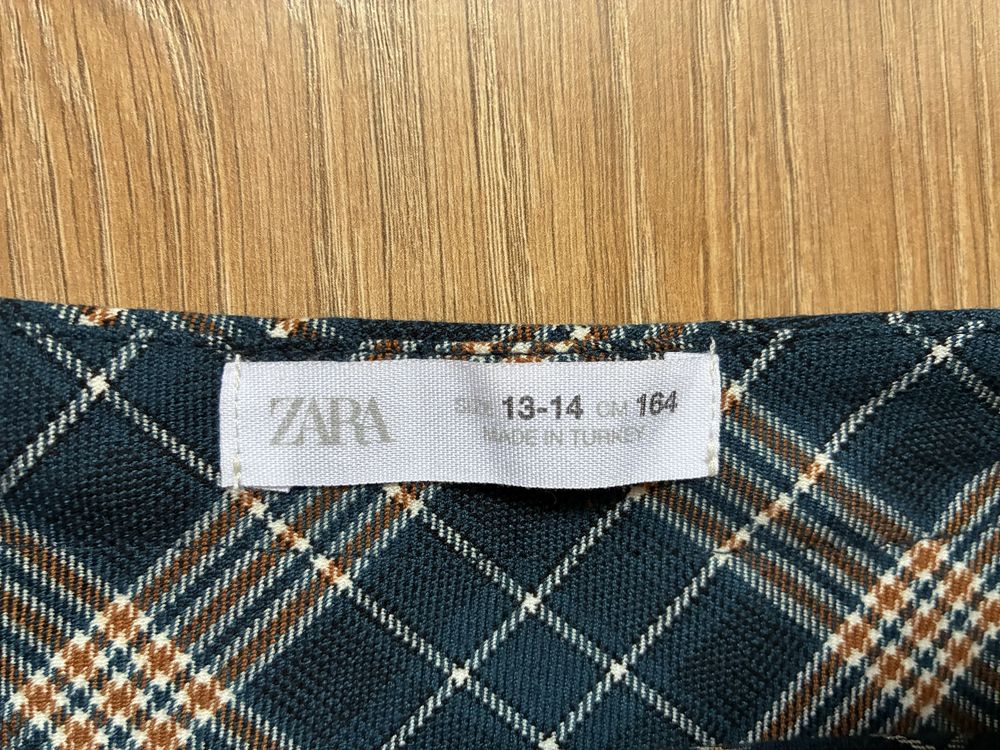 ZARA
SIZE 13-14 CM 164
MADE IN TURKEY